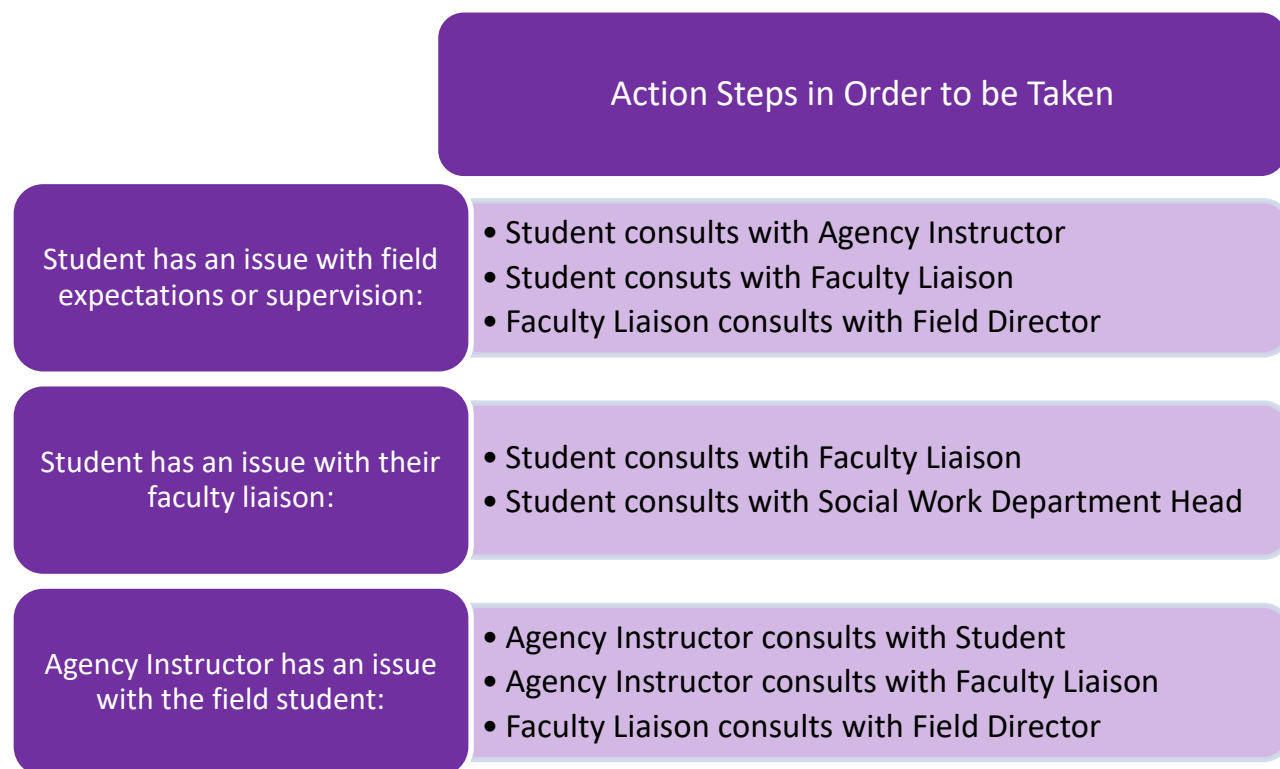 Action Steps in Order to be Taken
Student has an issue with field
expectations or supervision:
• Student consults with Agency Instructor
• Student consuts with Faculty Liaison
• Faculty Liaison consults with Field Director
Student has an issue with their
faculty liaison:
• Student consults wtih Faculty Liaison
• Student consults with Social Work Department Head
Agency Instructor has an issue
with the field student:
• Agency Instructor consults with Student
• Agency Instructor consults with Faculty Liaison
• Faculty Liaison consults with Field Director